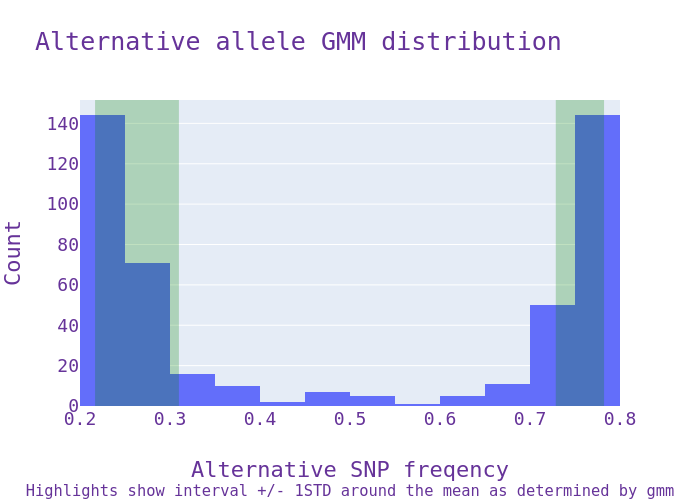 Alternative allele GMM distribution
140
120
100
80
60
40
20
0
Count
0.2 0.3 0.4 0.5 0.6 0.7 0.8
Alternative SNP freqency
Highlights show interval +/- 1STD around the mean as determined by gmm